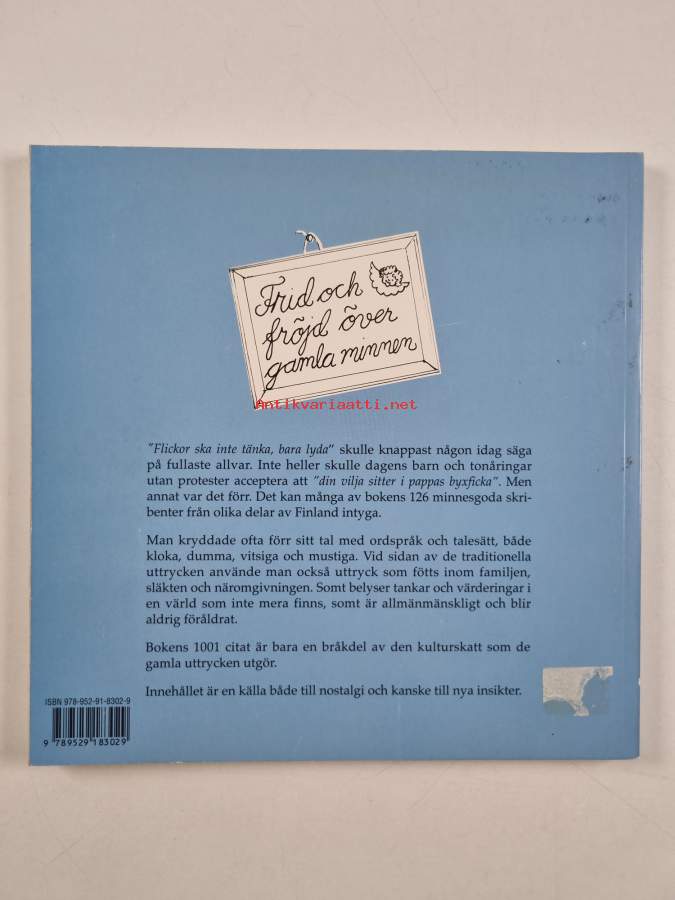 Frid och
fröjd över
gamla minnen
Antikvariaatti.net
"Flickor ska inte tänka, bara lyda" skulle knappast någon idag säga
på fullaste allvar. Inte heller skulle dagens barn och tonåringar
utan protester acceptera att "din vilja sitter i pappas byxficka". Men
annat var det förr. Det kan många av bokens 126 minnesgoda skri-
benter från olika delar av Finland intyga.
Man kryddade ofta förr sitt tal med ordspråk och talesätt, både
kloka, dumma, vitsiga och mustiga. Vid sidan av de traditionella
uttrycken använde man också uttryck som fötts inom familjen,
släkten och näromgivningen. Somt belyser tankar och värderingar i
en värld som inte mera finns, somt är allmänmänskligt och blir
aldrig föråldrat.
Bokens 1001 citat är bara en bråkdel av den kulturskatt som de
gamla uttrycken utgör.
Innehållet är en källa både till nostalgi och kanske till nya insikter.
ISBN 978-952-91-8302-9
9 789529 183029